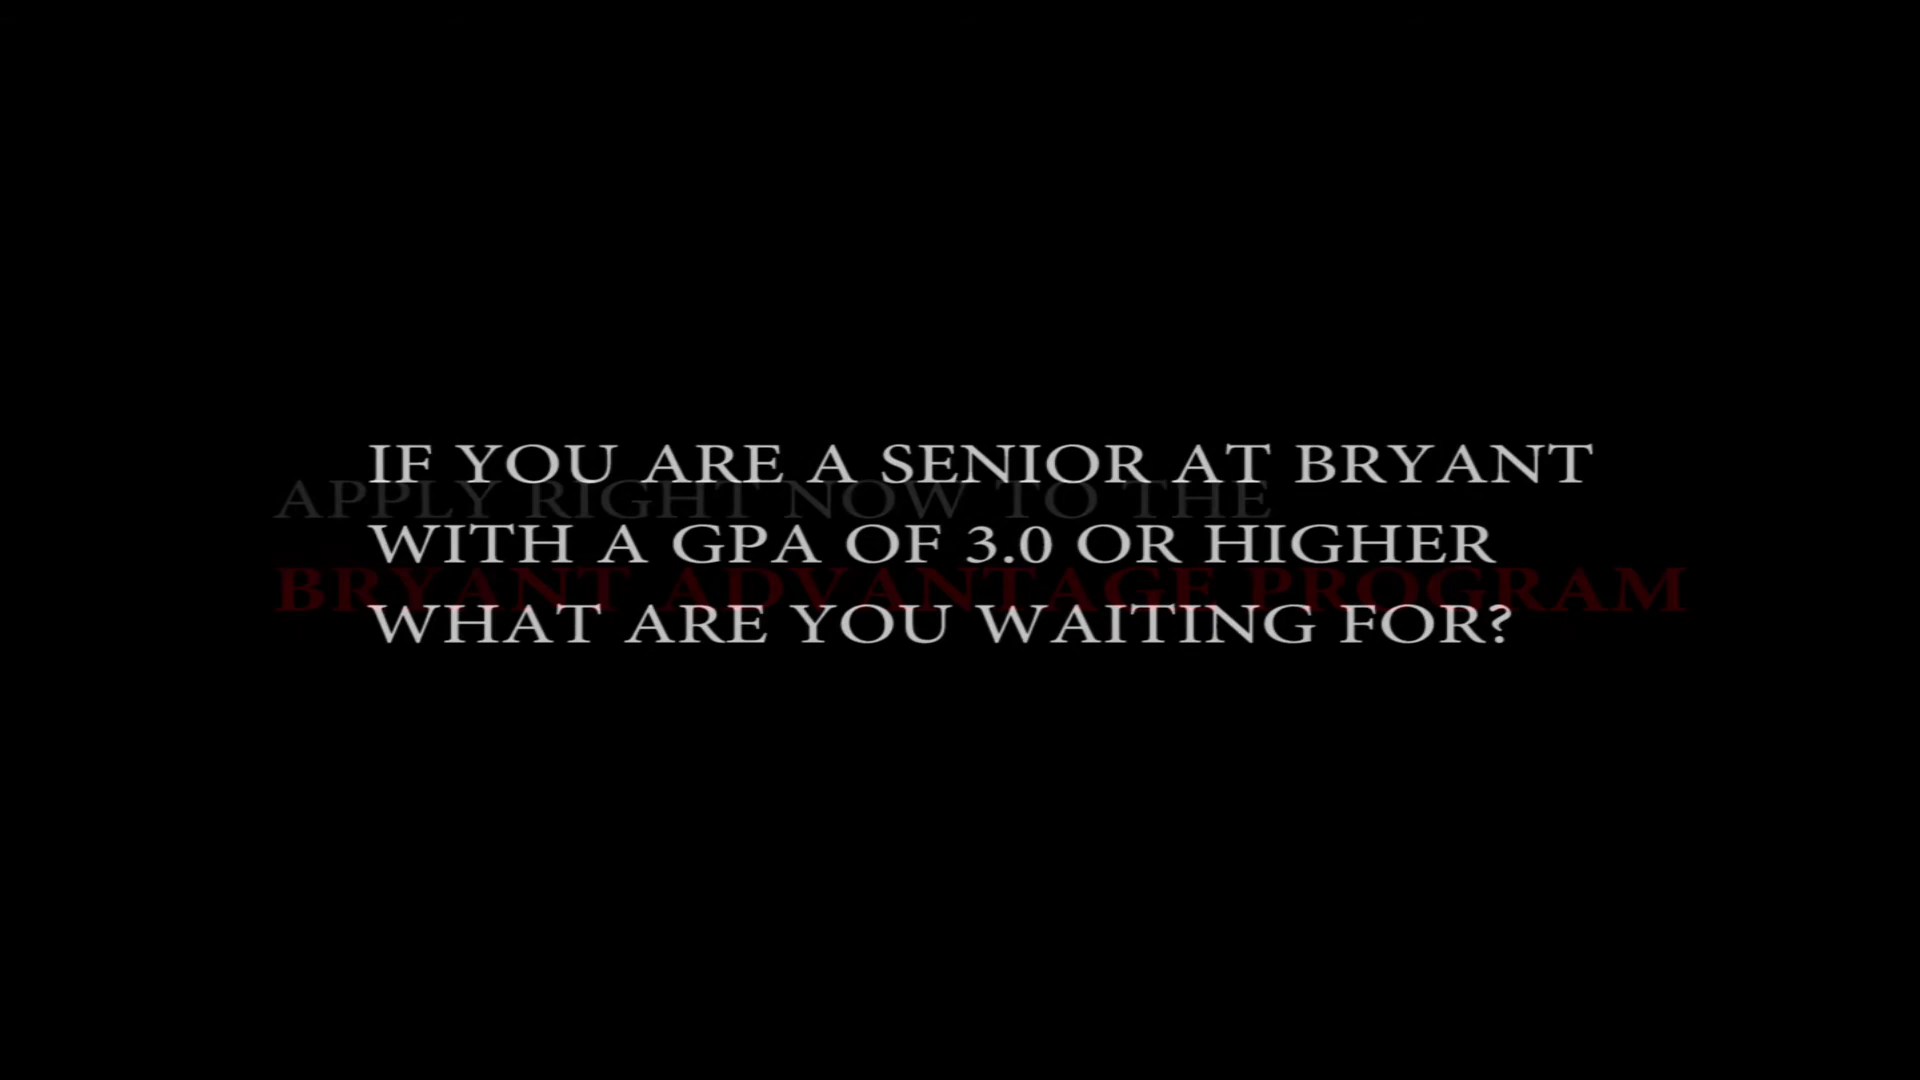 IF YOU ARE A SENIOR AT BRYANT
APPLY RIGHT NOW TO THE
WITH A GPA OF 3.0 OR HIGHER
BRYANT ADVANTAGE PROGRAM
WHAT ARE YOU WAITING FOR?